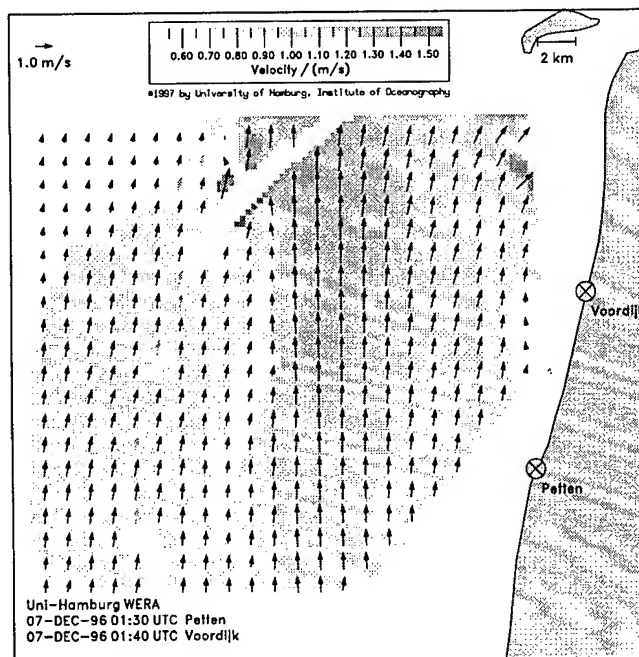 1.0 m/s
0.60 0.70 0.80 0.90 1.00 1.10 1.20 1.30 1.40 1.50
Velocity / (m/s)
©1997 by University of Hamburg, Institute of Oceanography
2 km
Voordijk
Petten
Uni-Hamburg WERA
07-DEC-96 01:30 UTC Petten
07-DEC-96 01:40 UTC Voordijk